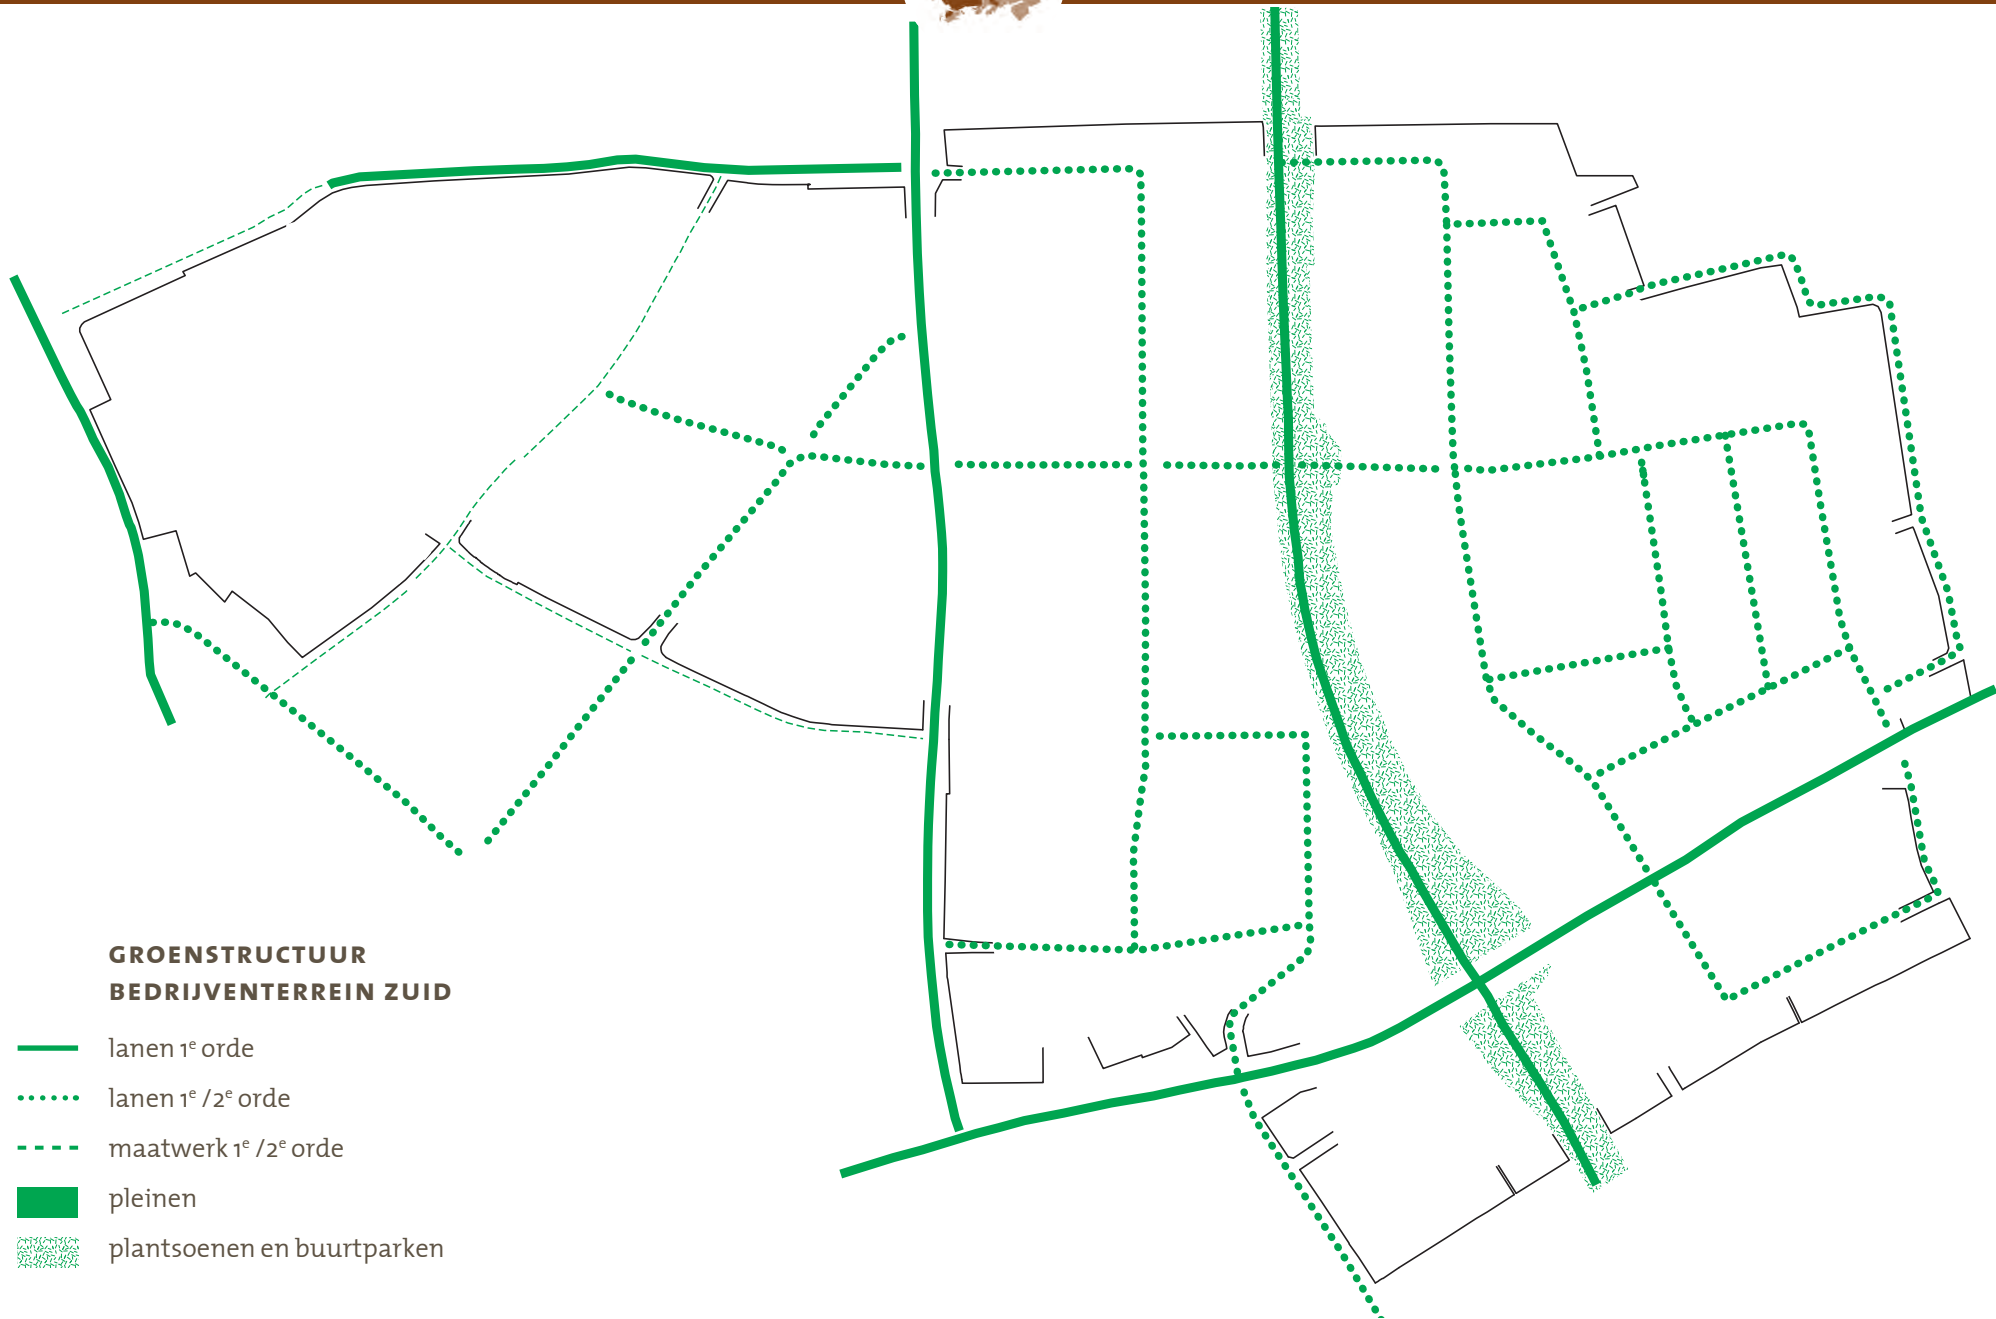 GROENSTRUCTUUR
BEDRIJVENTERREIN ZUID
lanen 1e orde
lanen 1e /2e orde
maatwerk 1e /2e orde
pleinen
plantsoenen en buurtparken